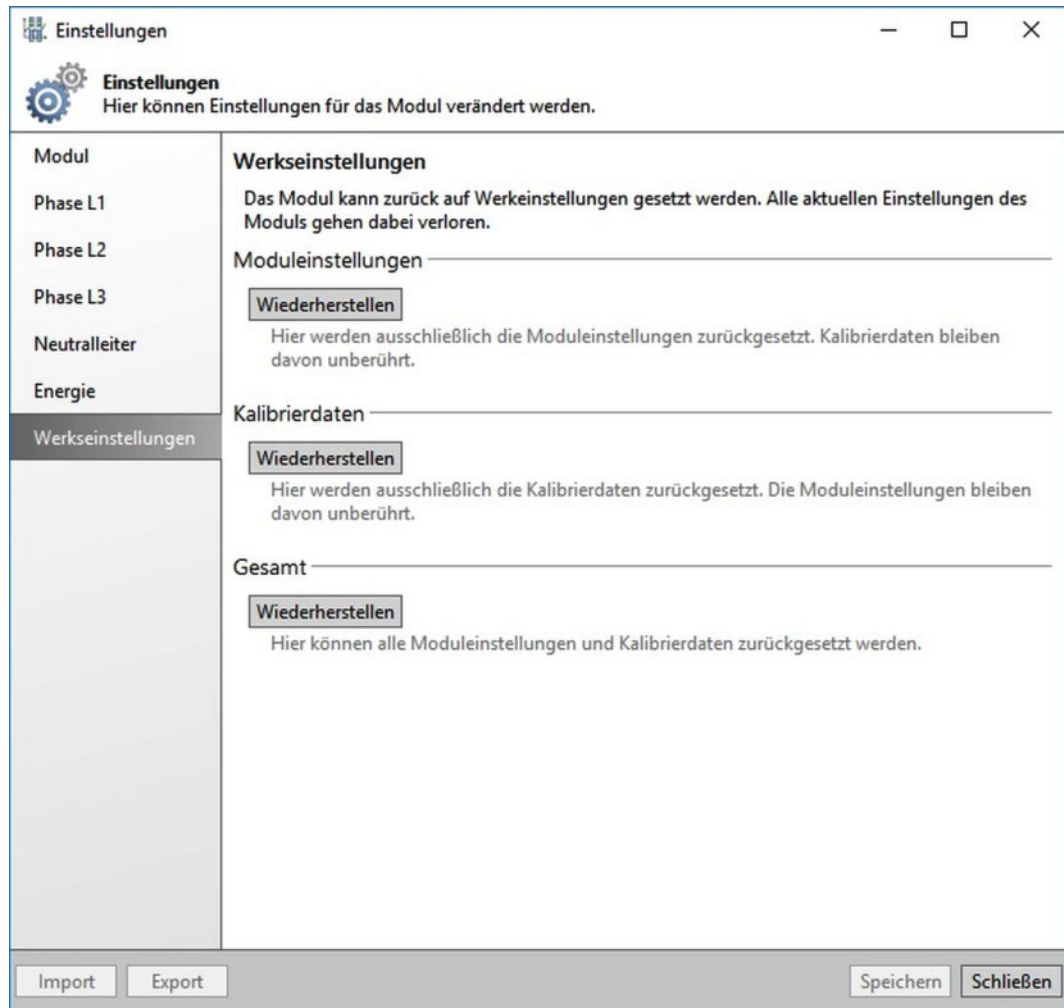 Einstellungen
Einstellungen
Hier können Einstellungen für das Modul verändert werden.
Modul
Phase L1
Phase L2
Phase L3
Neutralleiter
Energie
Werkseinstellungen
Werkseinstellungen
Das Modul kann zurück auf Werkeinstellungen gesetzt werden. Alle aktuellen Einstellungen des
Moduls gehen dabei verloren.
Moduleinstellungen
Wiederherstellen
Hier werden ausschließlich die Moduleinstellungen zurückgesetzt. Kalibrierdaten bleiben
davon unberührt.
Kalibrierdaten
Wiederherstellen
Hier werden ausschließlich die Kalibrierdaten zurückgesetzt. Die Moduleinstellungen bleiben
davon unberührt.
Gesamt
Wiederherstellen
Hier können alle Moduleinstellungen und Kalibrierdaten zurückgesetzt werden.
Import
Export
Speichern
Schließen